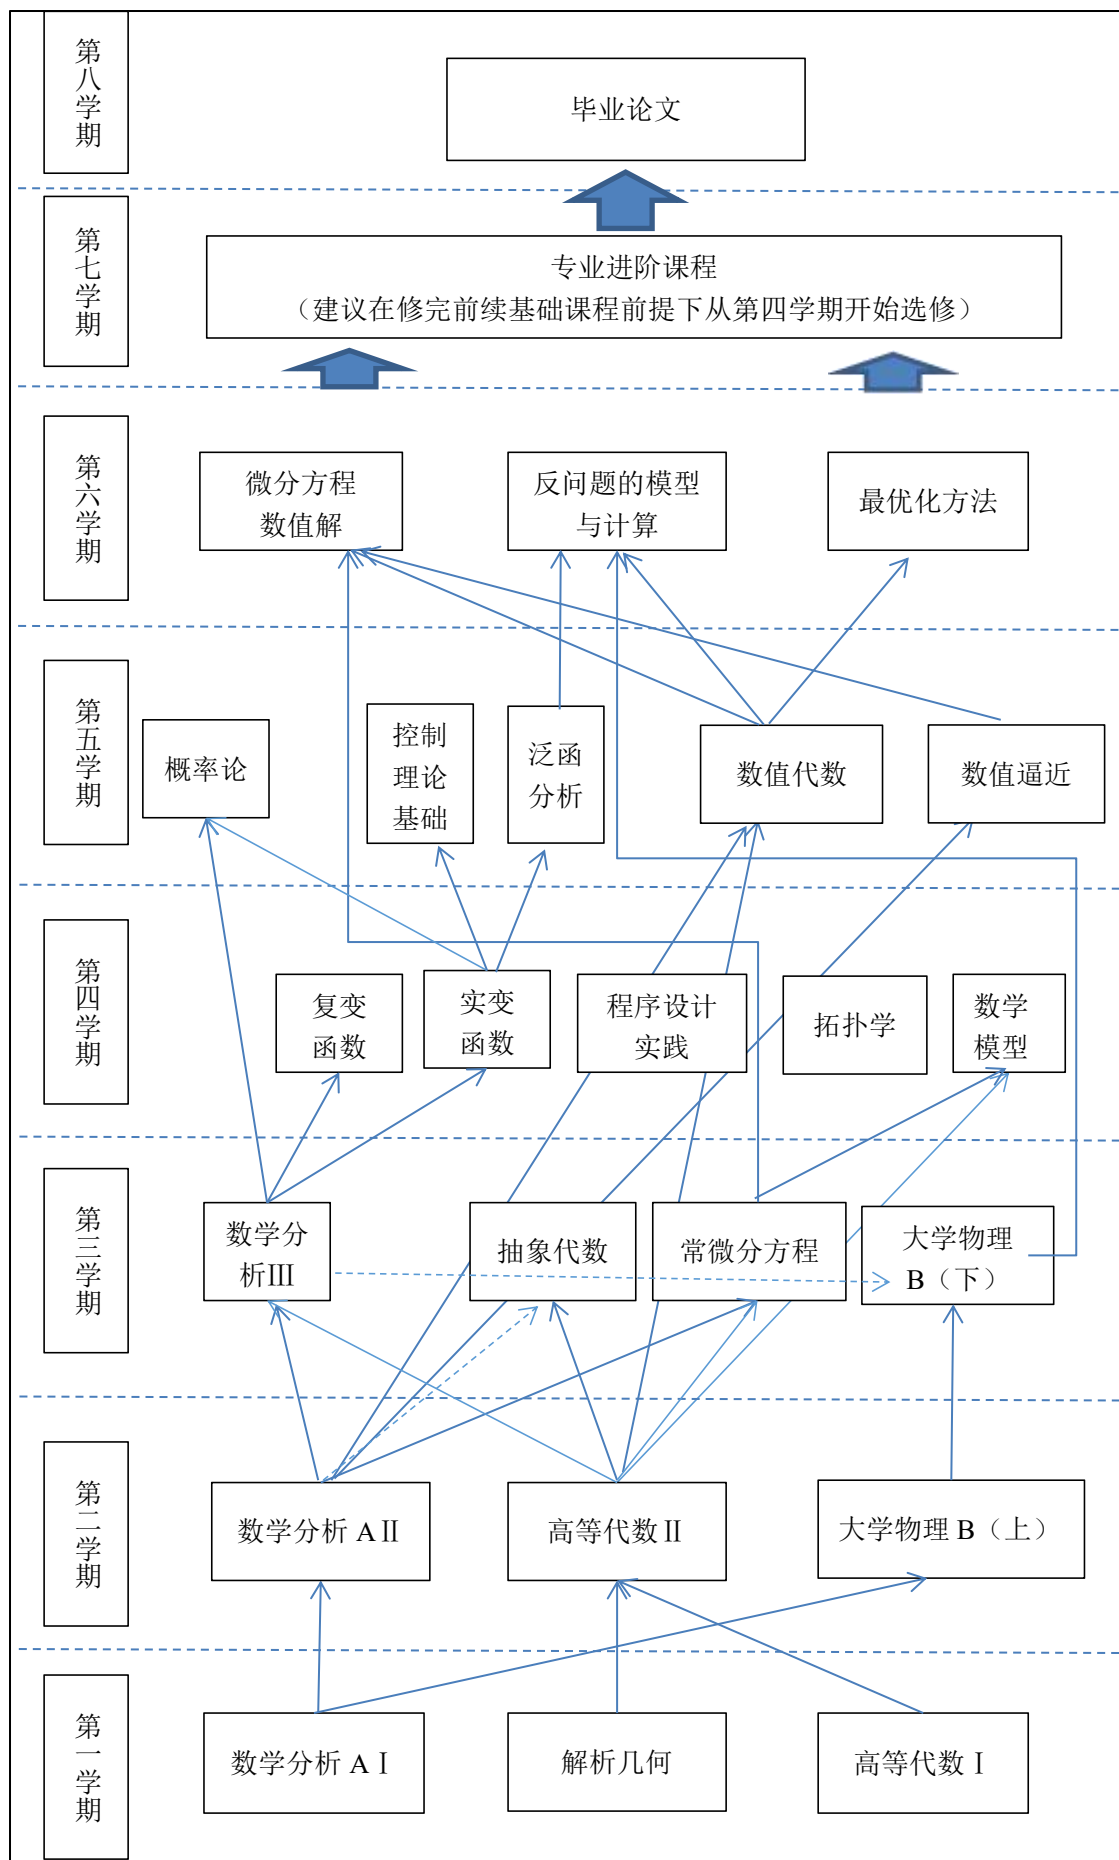 第八学期
毕业论文
第七学期
专业进阶课程
（建议在修完前续基础课程前提下从第四学期开始选修）
第六学期
微分方程
数值解
反问题的模型
与计算
最优化方法
第五学期
概率论
控制
理论
基础
泛函
分析
数值代数
数值逼近
第四学期
复变
函数
实变
函数
程序设计
实践
拓扑学
数学
模型
第三学期
数学分
析Ⅲ
抽象代数
常微分方程
大学物理
B（下）
第二学期
数学分析 A Ⅱ
高等代数Ⅱ
大学物理 B（上）
第一学期
数学分析 A Ⅰ
解析几何
高等代数Ⅰ